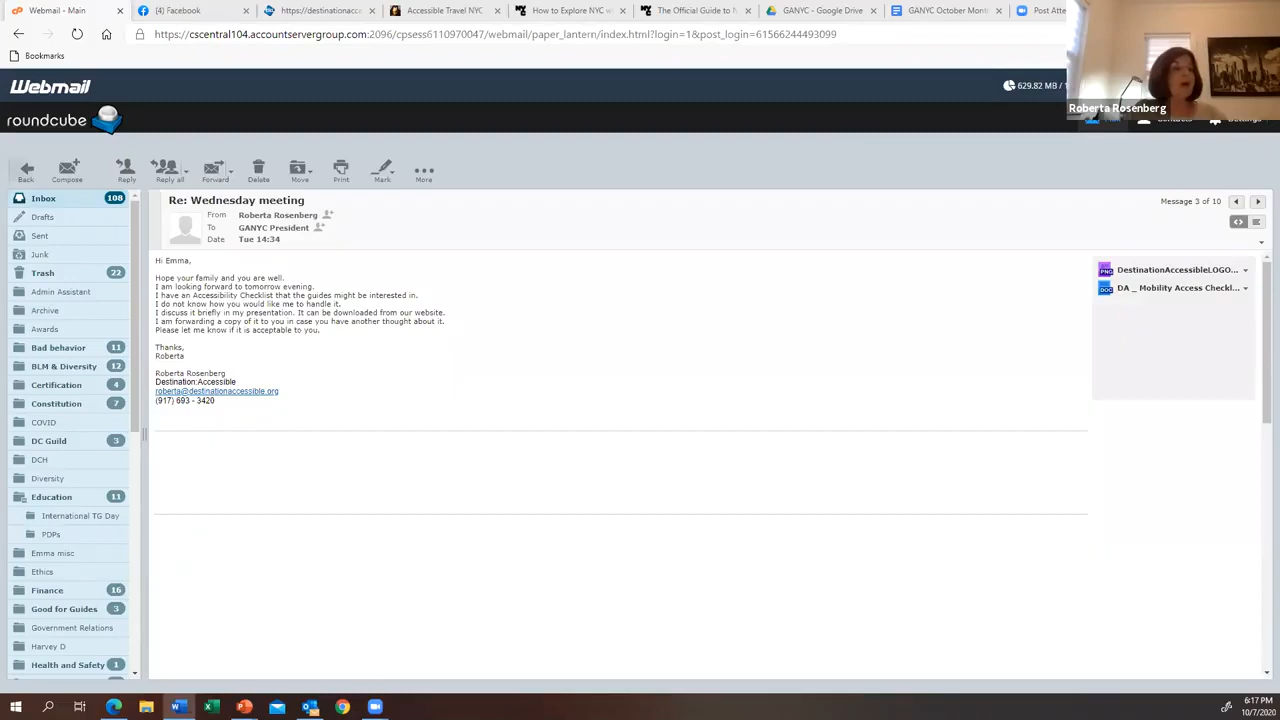 Webmail - Main
(4) Facebook
https://destinationacce
Accessible Travel NYC
How to Explore NYC w
The Official Guide to N
GANYC - Google Drive
GANYC October Mont
Post Atte
https://cscentral104.accountservergroup.com:2096/cpsess6110970047/webmail/paper_lantern/index.html?login=1&post_login=61566244493099
Bookmarks
Webmail
629.82 MB /
Roberta Rosenberg
roundcube
Back
Compose
Reply
Reply all
Forward
Delete
Move
Print
Mark
More
Inbox 108
Drafts
Sent
Junk
Trash 22
Admin Assistant
Archive
Awards
Bad behavior 11
BLM & Diversity 12
Certification 4
Constitution 7
COVID
DC Guild 3
DCH
Diversity
Education 11
International TG Day
PDPs
Emma misc
Ethics
Finance 16
Good for Guides 3
Government Relations
Harvey D
Health and Safety 1
Re: Wednesday meeting
Message 3 of 10
From Roberta Rosenberg
To GANYC President
Date Tue 14:34
Hi Emma,
Hope your family and you are well.
I am looking forward to tomorrow evening.
I have an Accessibility Checklist that the guides might be interested in.
I do not know how you would like me to handle it.
I discuss it briefly in my presentation. It can be downloaded from our website.
I am forwarding a copy of it to you in case you have another thought about it.
Please let me know if it is acceptable to you.
Thanks,
Roberta
Roberta Rosenberg
Destination:Accessible
roberta@destinationaccessible.org
(917) 693 - 3420
DestinationAccessibleLOGO...
DA _ Mobility Access Checkl...
6:17 PM
10/7/2020